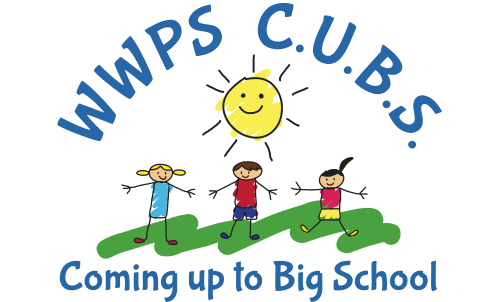 WWPS C.U.B.S.
Coming up to Big School